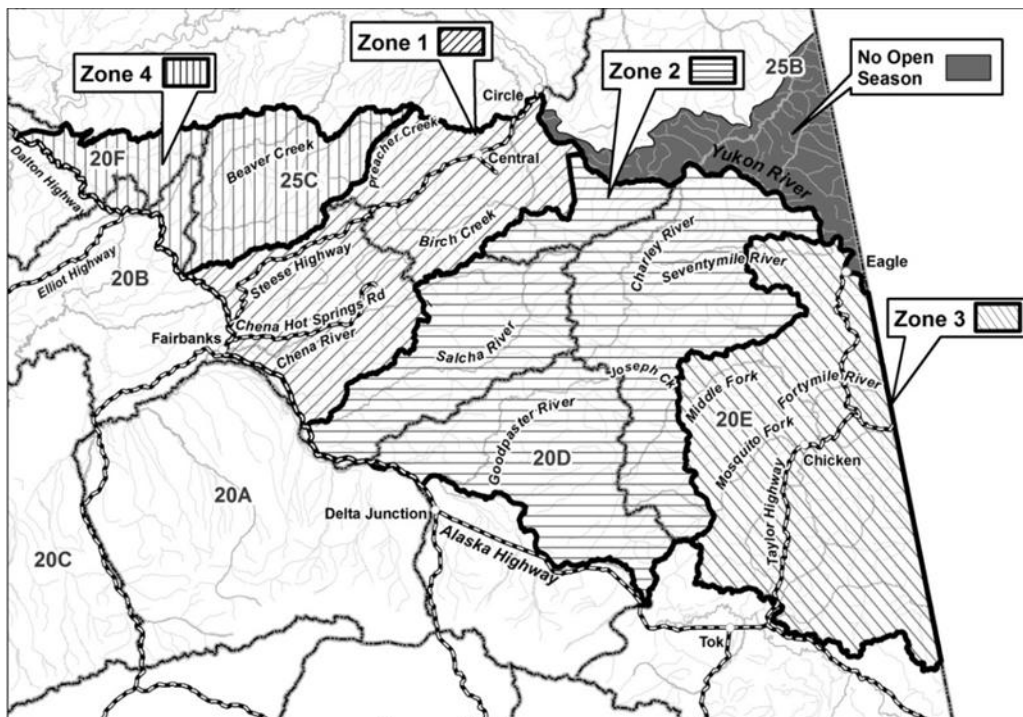 Zone 4
Zone 1
Zone 2
No Open
Season
25B
Circle
20F
Beaver Creek
Preacher Creek
25C
Central
Dalton Highway
Yukon River
Birch Creek
Charley River
Seventymile River
Eagle
Elliot Highway
20B
Steese Highway
Chena Hot Springs Rd
Zone 3
Fairbanks
Chena River
Salcha River
Joseph Ck
Middle Fork
Fortymile River
20E
Mosquito Fork
Goodpaster River
20D
Chicken
20A
Delta Junction
Taylor Highway
Alaska Highway
20C
Tok